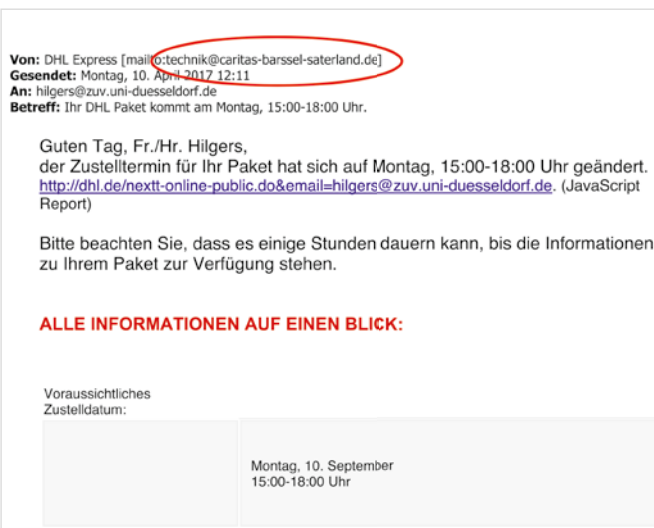 Von: DHL Express [mailto:technik@caritas-barssel-saterland.de]
Gesendet: Montag, 10. April 2017 12:11
An: hilgers@zuv.uni-duesseldorf.de
Betreff: Ihr DHL Paket kommt am Montag, 15:00-18:00 Uhr.
Guten Tag, Fr./Hr. Hilgers,
der Zustelltermin für Ihr Paket hat sich auf Montag, 15:00-18:00 Uhr geändert.
http://dhl.de/nextt-online-public.do&email=hilgers@zuv.uni-duesseldorf.de. (JavaScript
Report)
Bitte beachten Sie, dass es einige Stunden dauern kann, bis die Informationen
zu Ihrem Paket zur Verfügung stehen.
ALLE INFORMATIONEN AUF EINEN BLICK:
Voraussichtliches
Zustelldatum:
Montag, 10. September
15:00-18:00 Uhr